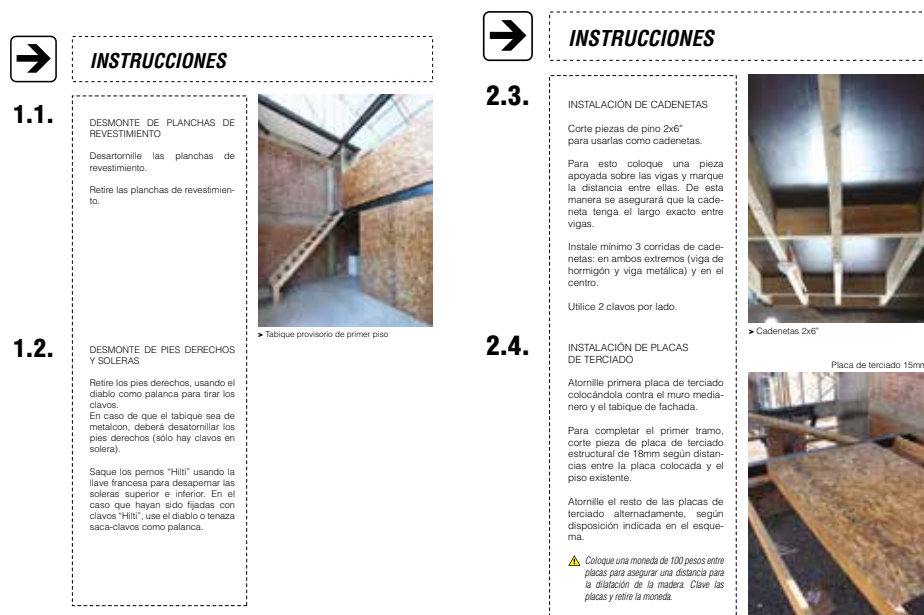 INSTRUCCIONES
1.1.
DESMONTE DE PLANCHAS DE
REVESTIMIENTO
Desartornille las planchas de
revestimiento.
Retire las planchas de revestimien-
to.
> Tabique provisorio de primer piso
1.2.
DESMONTE DE PIES DERECHOS
Y SOLERAS
Retire los pies derechos, usando el
diablo como palanca para tirar los
clavos.
En caso de que el tabique sea de
metalcon, deberá desatornillar los
pies derechos (sólo hay clavos en
solera).
Saque los pernos "Hilti" usando la
llave francesa para desapernar las
soleras superior e inferior. En el
caso que hayan sido fijadas con
clavos "Hilti", use el diablo o tenaza
saca-clavos como palanca.
INSTRUCCIONES
2.3.
INSTALACIÓN DE CADENETAS
Corte piezas de pino 2x6"
para usarlas como cadenetas.
Para esto coloque una pieza
apoyada sobre las vigas y marque
la distancia entre ellas. De esta
manera se asegurará que la cade-
neta tenga el largo exacto entre
vigas.
Instale mínimo 3 corridas de cade-
netas: en ambos extremos (viga de
hormigón y viga metálica) y en el
centro.
Utilice 2 clavos por lado.
> Cadenetas 2x6"
2.4.
INSTALACIÓN DE PLACAS
DE TERCIADO
Atornille primera placa de terciado
colocándola contra el muro media-
nero y el tabique de fachada.
Para completar el primer tramo,
corte pieza de placa de terciado
estructural de 18mm según distan-
cias entre la placa colocada y el
piso existente.
Atornille el resto de las placas de
terciado alternadamente, según
disposición indicada en el esque-
ma.
Coloque una moneda de 100 pesos entre
placas para asegurar una distancia para
la dilatación de la madera. Clave las
placas y retire la moneda.
Placa de terciado 15mm